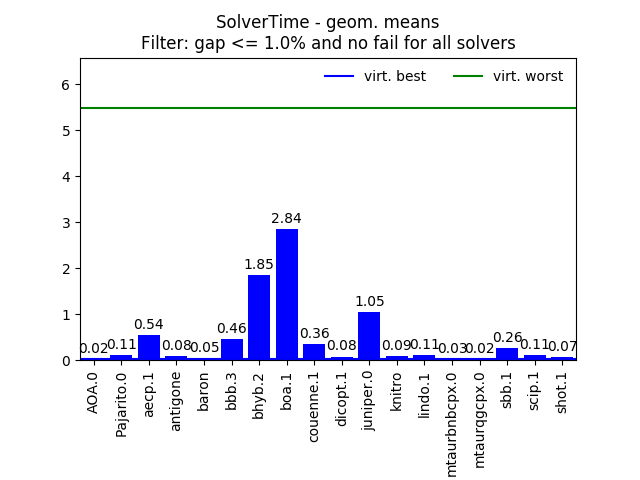 SolverTime - geom. means
Filter: gap <= 1.0% and no fail for all solvers
virt. best virt. worst
6
5
4
3
2
1
0
0.02 0.11 0.54 0.08 0.05 0.46 1.85 2.84 0.36 0.08 1.05 0.09 0.11 0.03 0.02 0.26 0.11 0.07
AOA.0
Pajarito.0
aecp.1
antigone
baron
bbb.3
bhyb.2
boa.1
couenne.1
dicopt.1
juniper.0
knitro
lindo.1
mtaurbnbcpx.0
mtaurqgcpx.0
sbb.1
scip.1
shot.1